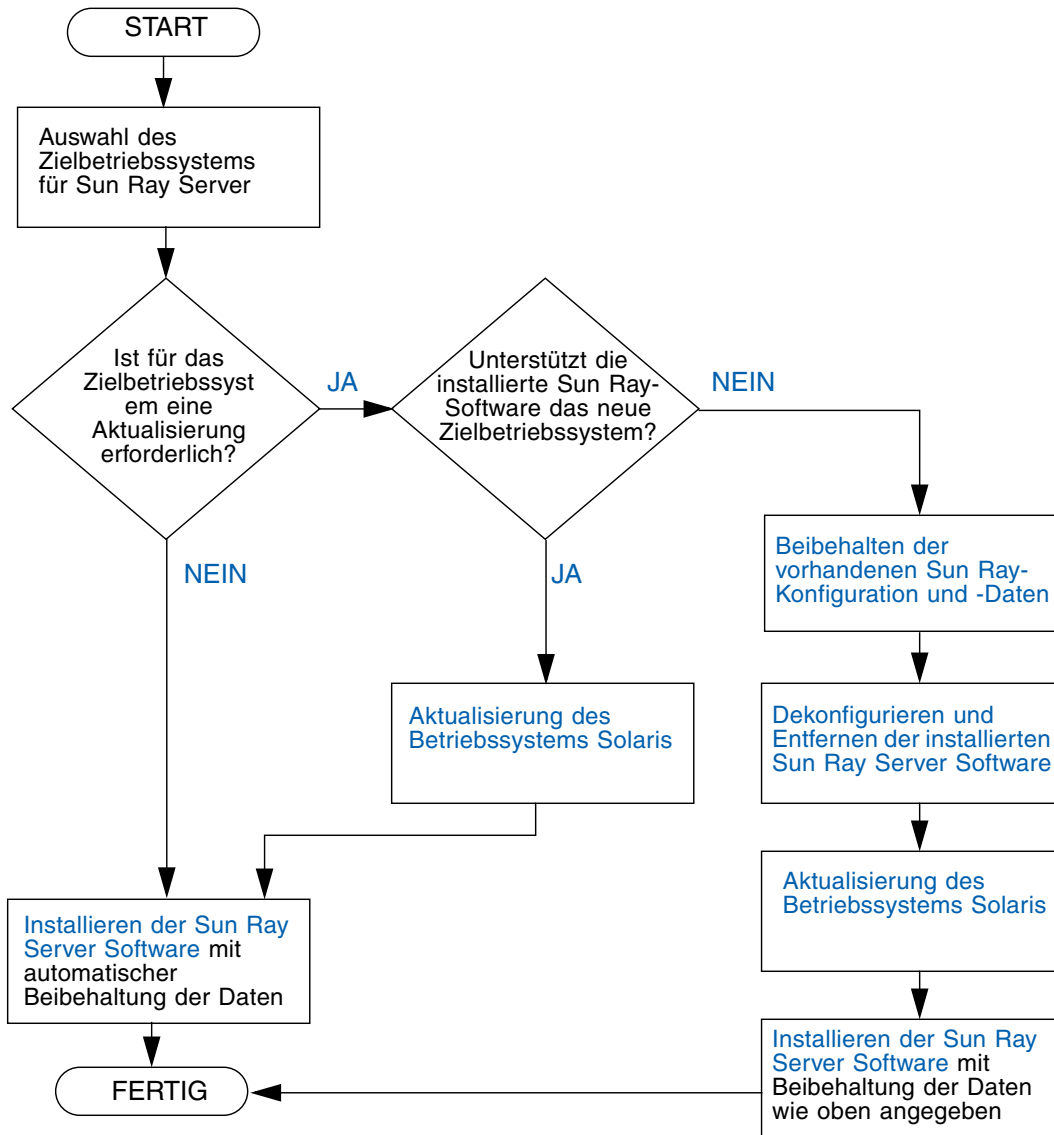 START
Auswahl des
Zielbetriebssystems
für Sun Ray Server
Ist für das
Zielbetriebssyst
em eine
Aktualisierung
erforderlich?
JA
Unterstützt die
installierte Sun Ray-
Software das neue
Zielbetriebssystem?
NEIN
NEIN
JA
Beibehalten der
vorhandenen Sun Ray-
Konfiguration und -Daten
Aktualisierung des
Betriebssystems Solaris
Dekonfigurieren und
Entfernen der installierten
Sun Ray Server Software
Aktualisierung des
Betriebssystems Solaris
Installieren der Sun Ray
Server Software mit
automatischer
Beibehaltung der Daten
Installieren der Sun Ray
Server Software mit
Beibehaltung der Daten
wie oben angegeben
FERTIG